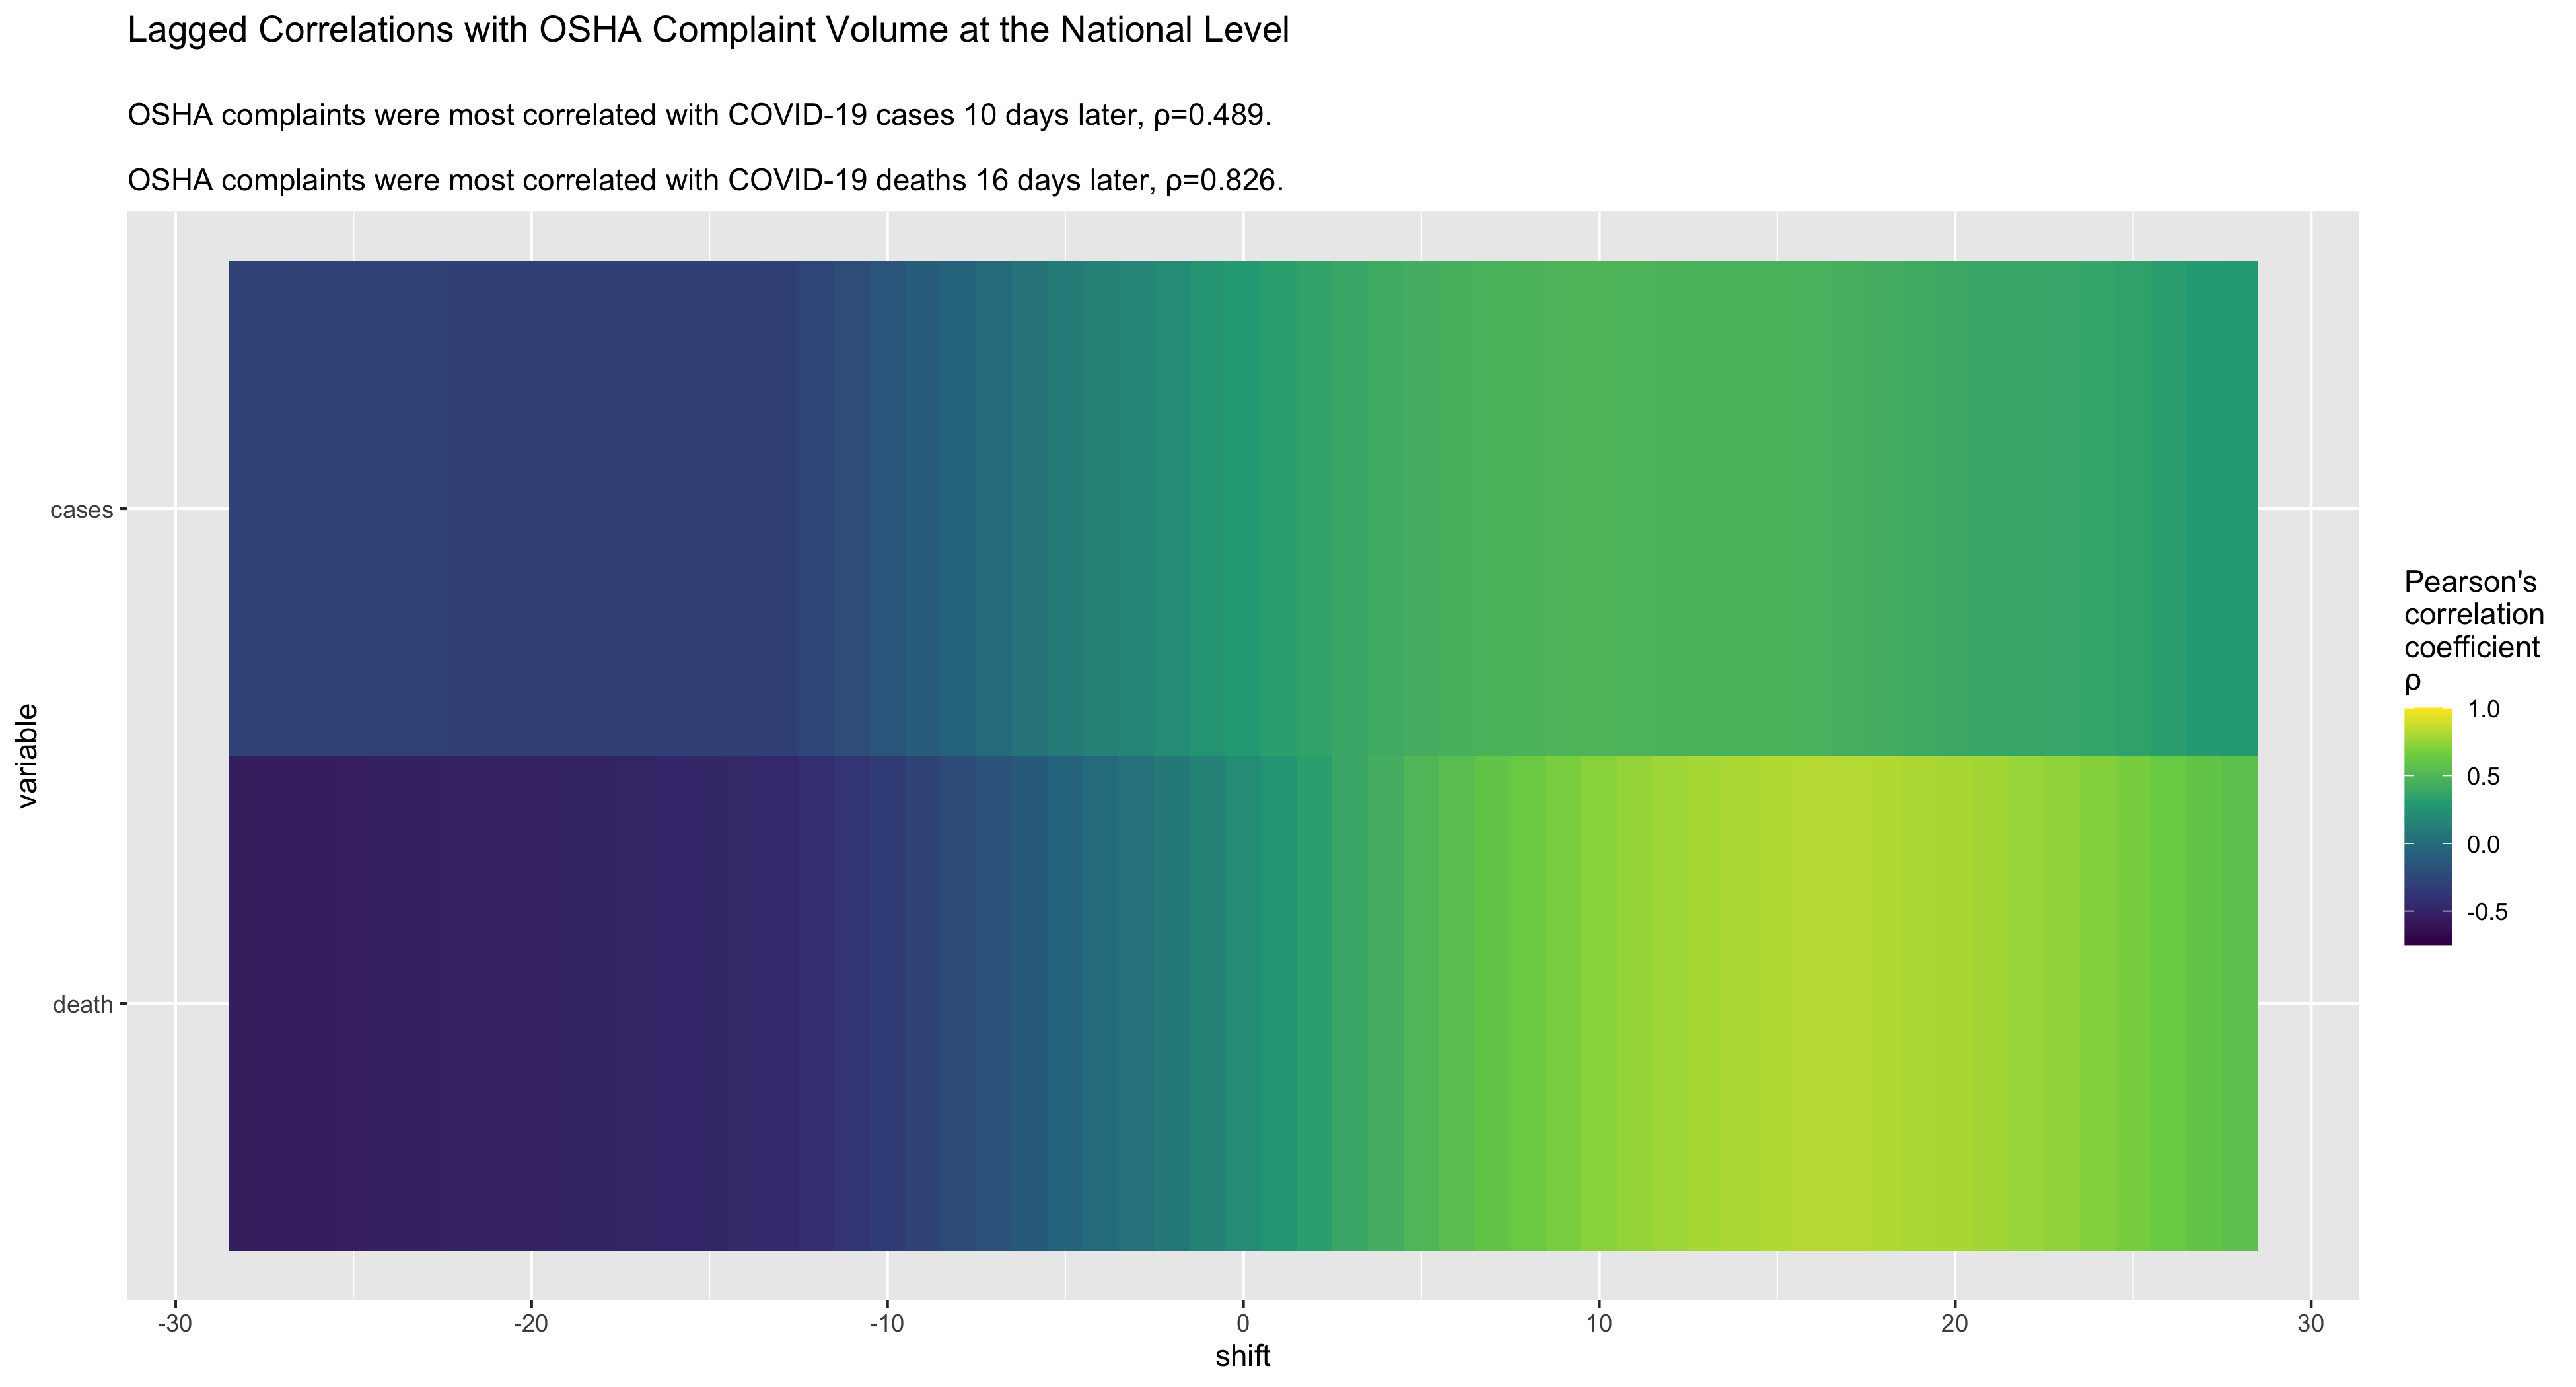 Lagged Correlations with OSHA Complaint Volume at the National Level
OSHA complaints were most correlated with COVID-19 cases 10 days later, ρ=0.489.
OSHA complaints were most correlated with COVID-19 deaths 16 days later, ρ=0.826.
variable
cases
death
-30
-20
-10
0
10
20
30
shift
Pearson's
correlation
coefficient
ρ
1.0
0.5
0.0
-0.5